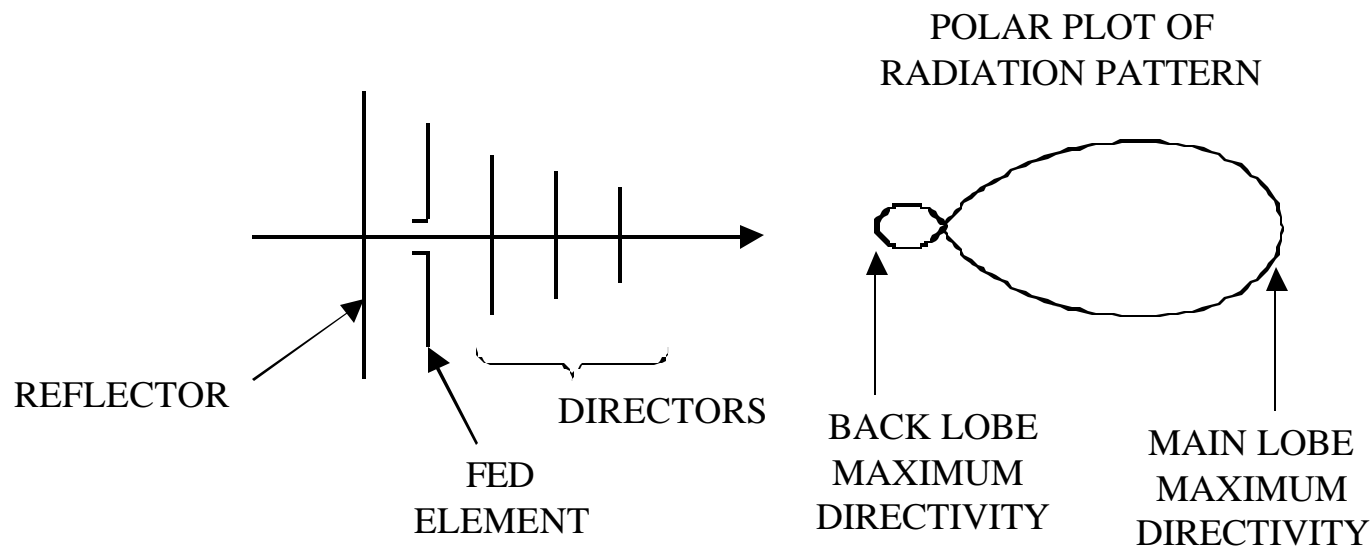 POLAR PLOT OF
RADIATION PATTERN
REFLECTOR
FED
ELEMENT
DIRECTORS
BACK LOBE
MAXIMUM
DIRECTIVITY
MAIN LOBE
MAXIMUM
DIRECTIVITY